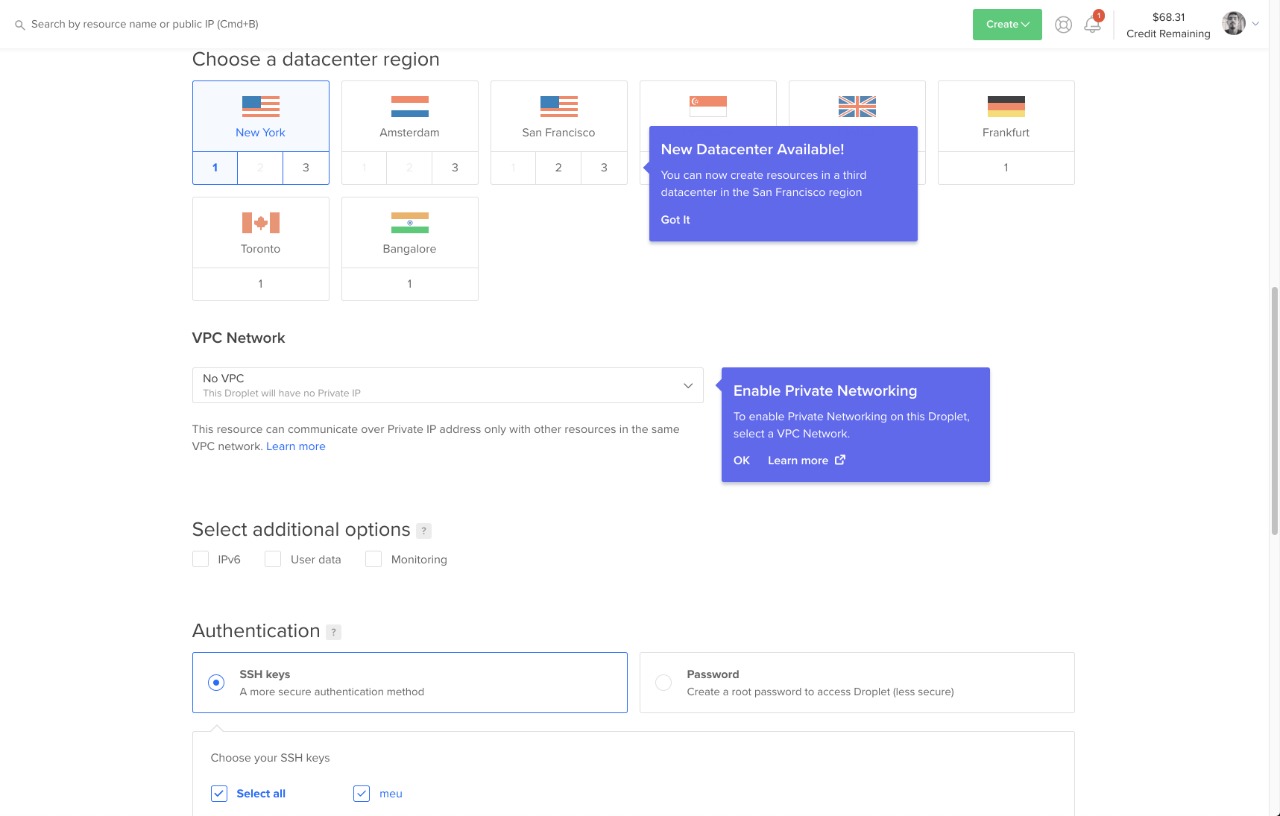 Search by resource name or public IP (Cmd+B)
Create
1
$68.31
Credit Remaining
Choose a datacenter region
New York
Amsterdam
San Francisco
Frankfurt
1 2 3
1 2 3
1 2 3
1
New Datacenter Available!
You can now create resources in a third
datacenter in the San Francisco region
Got It
Toronto
Bangalore
1
1
VPC Network
No VPC
This Droplet will have no Private IP
This resource can communicate over Private IP address only with other resources in the same
VPC network. Learn more
Enable Private Networking
To enable Private Networking on this Droplet,
select a VPC Network.
OK Learn more
Select additional options ?
IPv6
User data
Monitoring
Authentication ?
SSH keys
A more secure authentication method
Password
Create a root password to access Droplet (less secure)
Choose your SSH keys
Select all
meu